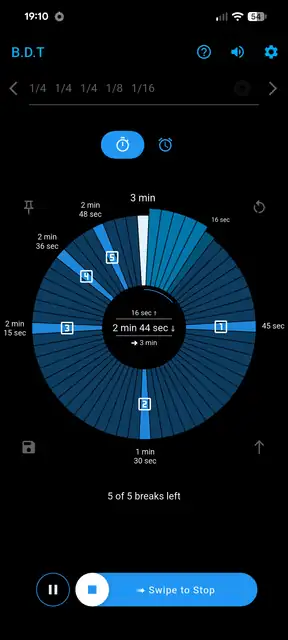 19:10
54
B.D.T
1/4 1/4 1/4 1/8 1/16
3 min
2 min
48 sec
16 sec
2 min
36 sec
5
4
16 sec ↑
2 min 44 sec ↓
➔ 3 min
2 min
15 sec
3
1
45 sec
2
1 min
30 sec
5 of 5 breaks left
➟ Swipe to Stop